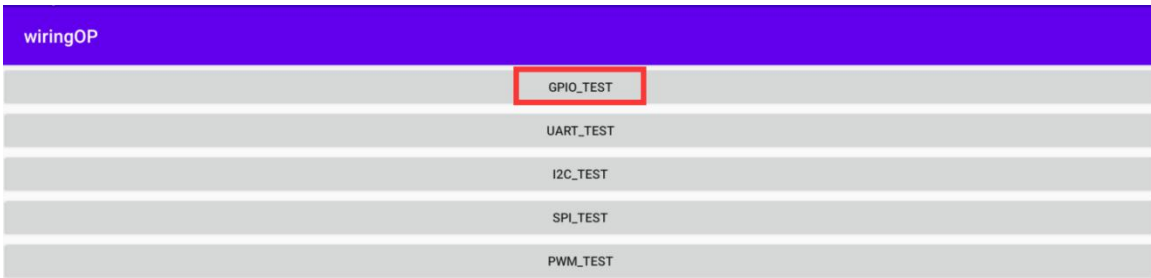 wiringOP
GPIO_TEST
UART_TEST
I2C_TEST
SPI_TEST
PWM_TEST